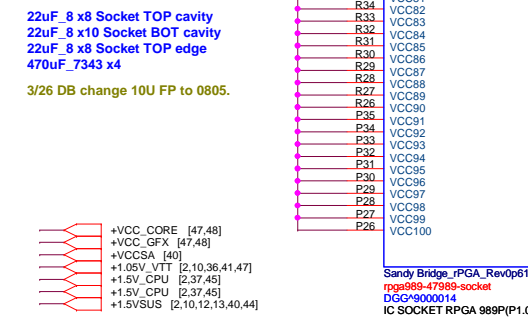 22uF_8 x8 Socket TOP cavity
22uF_8 x10 Socket BOT cavity
22uF_8 x8 Socket TOP edge
470uF_7343 x4
3/26 DB change 10U FP to 0805.
R34 VCC82
R33 VCC83
R32 VCC84
R31 VCC85
R30 VCC86
R29 VCC87
R28 VCC88
R27 VCC89
R26 VCC90
P35 VCC91
P34 VCC92
P33 VCC93
P32 VCC94
P31 VCC95
P30 VCC96
P29 VCC97
P28 VCC98
P27 VCC99
P26 VCC100
+VCC_CORE [47,48]
+VCC_GFX [47,48]
+VCCSA [40]
+1.05V_VTT [2,10,36,41,47]
+1.5V_CPU [2,37,45]
+1.5V_CPU [2,37,45]
+1.5VSUS [2,10,12,13,40,44]
Sandy Bridge_rPGA_Rev0p61
rpga989-47989-socket
DGG^9000014
IC SOCKET RPGA 989P(P1.0